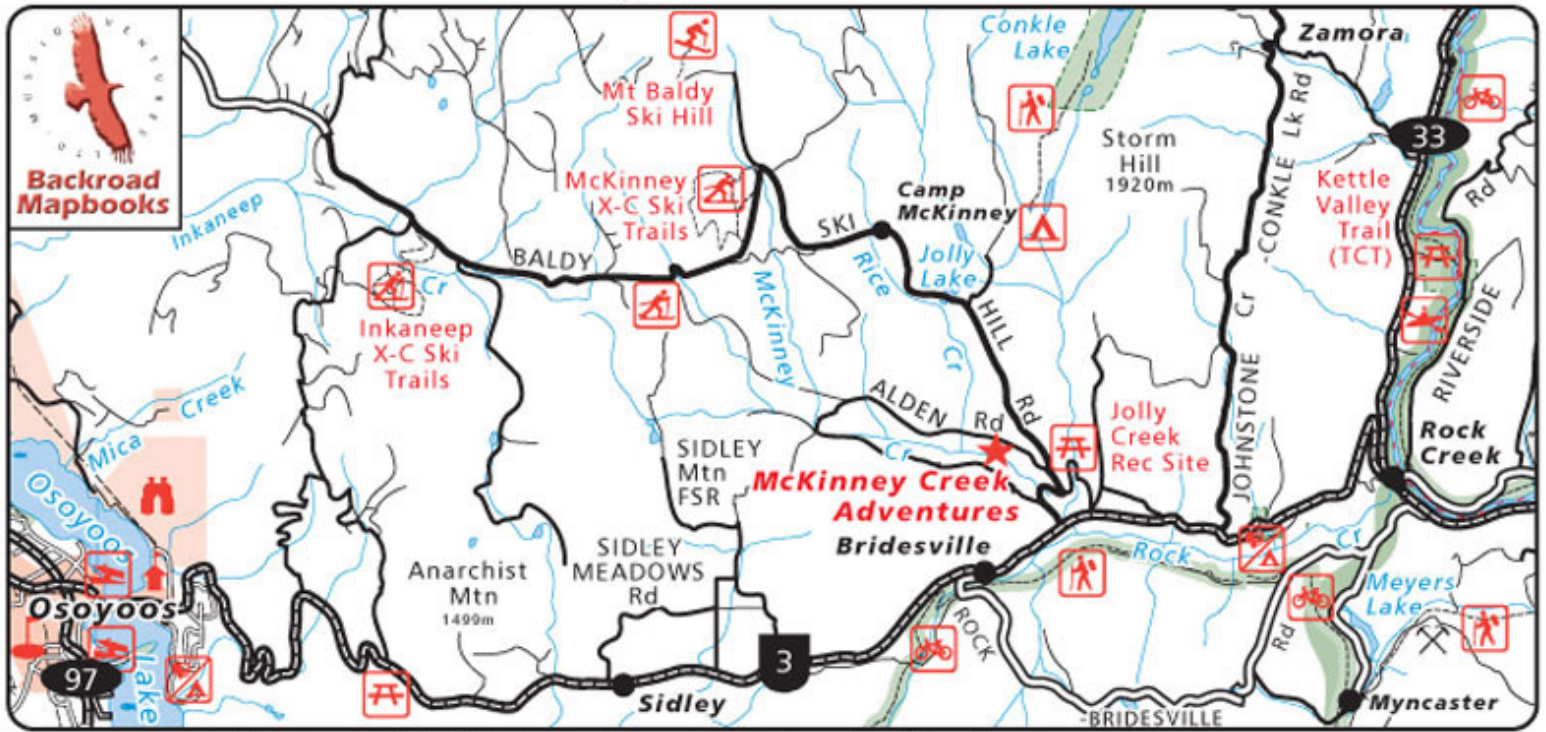 MUSSIO VENTURES LTD
Backroad
Mapbooks
Conkle
Lake
Zamora
Mt Baldy
Ski Hill
33
Storm
Hill
1920m
CONKLE Lk Rd
Kettle
Valley
Trail
(TCT)
Rd
McKinney
X-C Ski
Trails
Camp
McKinney
Inkaneep
Cr
BALDY
SKI
HILL
Rd
Jolly
Lake
Rice
Cr
McKinney
Cr
Inkaneep
X-C Ski
Trails
JOHNSTONE Cr
RIVERSIDE
Mica Creek
ALDEN
Rd
Jolly
Creek
Rec Site
Rock
Creek
SIDLEY
Mtn
FSR
McKinney Creek
Adventures
Osoyoos
Lake
Bridesville
SIDLEY
MEADOWS
Rd
Anarchist
Mtn
1499m
Rock
Cr
Meyers
Lake
Osoyoos
ROCK
Rd
97
3
Sidley
Myncaster
BRIDESVILLE